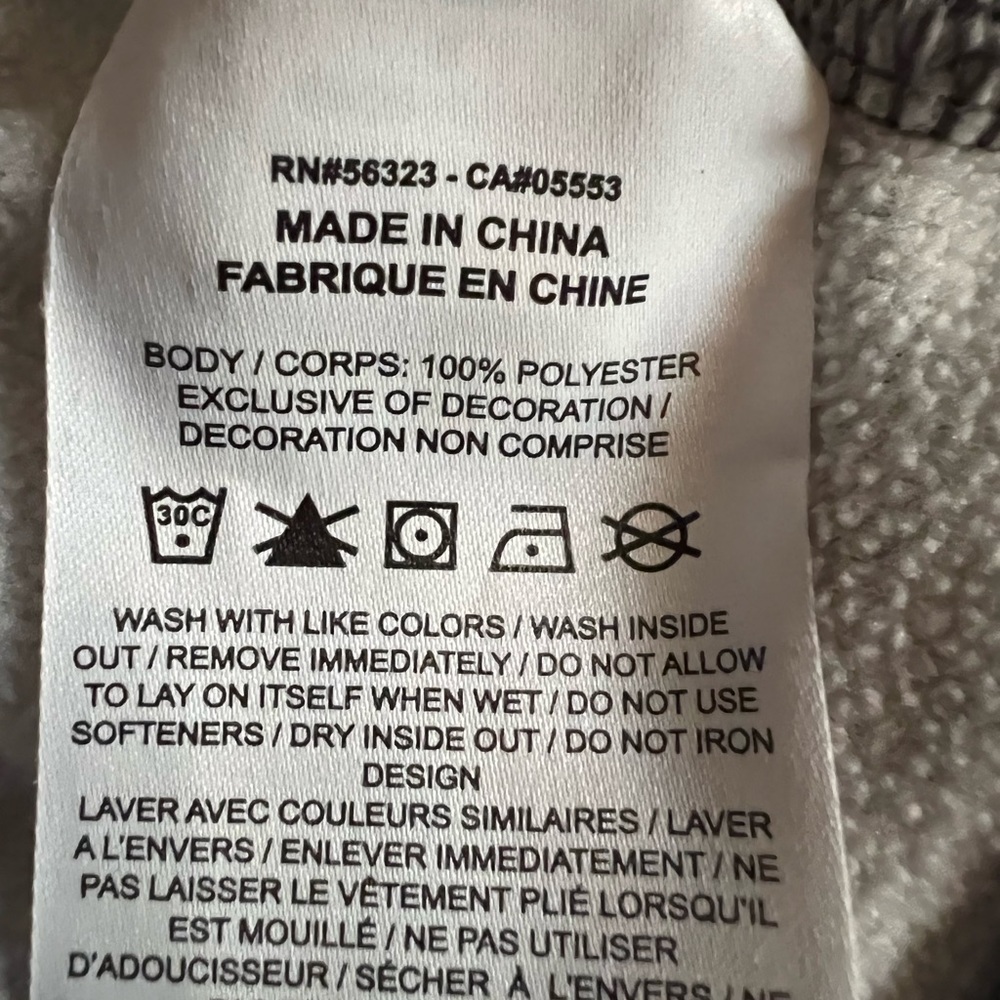 RN#56323 - CA#05553
MADE IN CHINA
FABRIQUE EN CHINE
BODY / CORPS: 100% POLYESTER
EXCLUSIVE OF DECORATION /
DECORATION NON COMPRISE
30C
WASH WITH LIKE COLORS / WASH INSIDE
OUT / REMOVE IMMEDIATELY / DO NOT ALLOW
TO LAY ON ITSELF WHEN WET / DO NOT USE
SOFTENERS / DRY INSIDE OUT / DO NOT IRON
DESIGN
LAVER AVEC COULEURS SIMILAIRES / LAVER
A L'ENVERS / ENLEVER IMMEDIATEMENT / NE
PAS LAISSER LE VÊTEMENT PLIÉ LORSQU'IL
EST MOUILLÉ / NE PAS UTILISER
D'ADOUCISSEUR / SÉCHER À L'ENVERS / NE